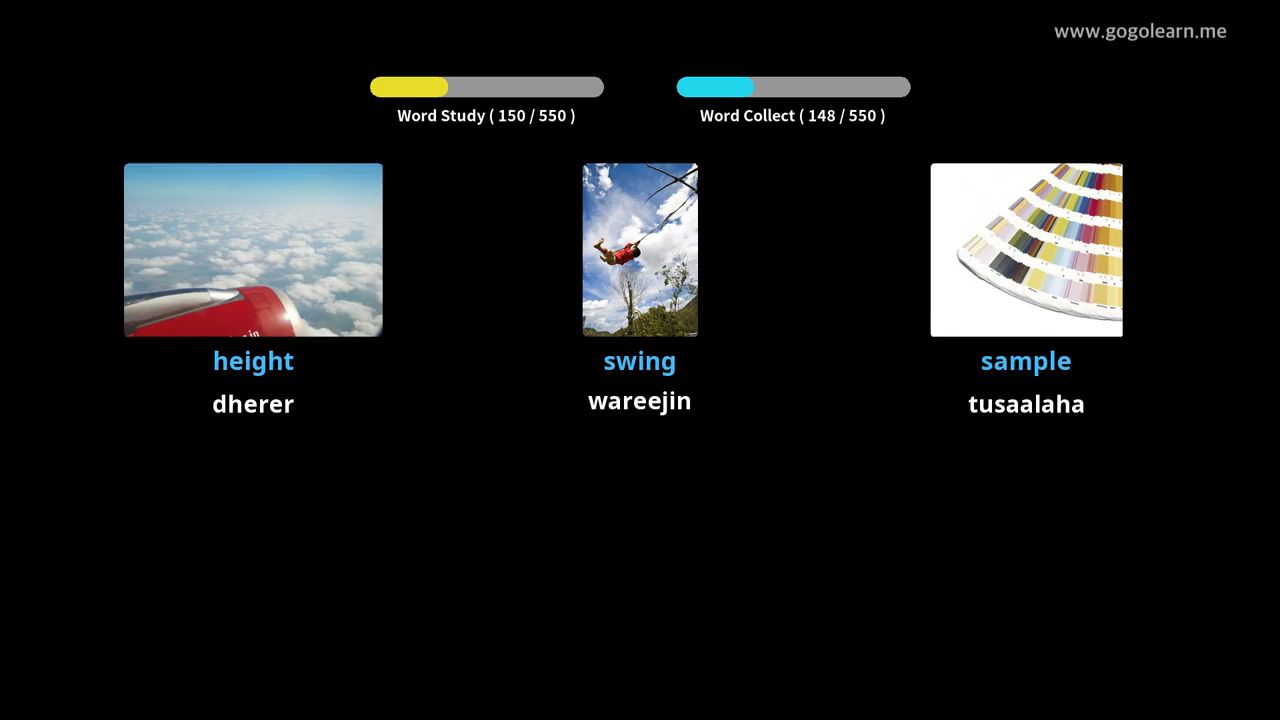 www.gogolearn.me
Word Study ( 150 / 550 )
Word Collect ( 148 / 550 )
height
swing
sample
dherer
wareejin
tusaalaha